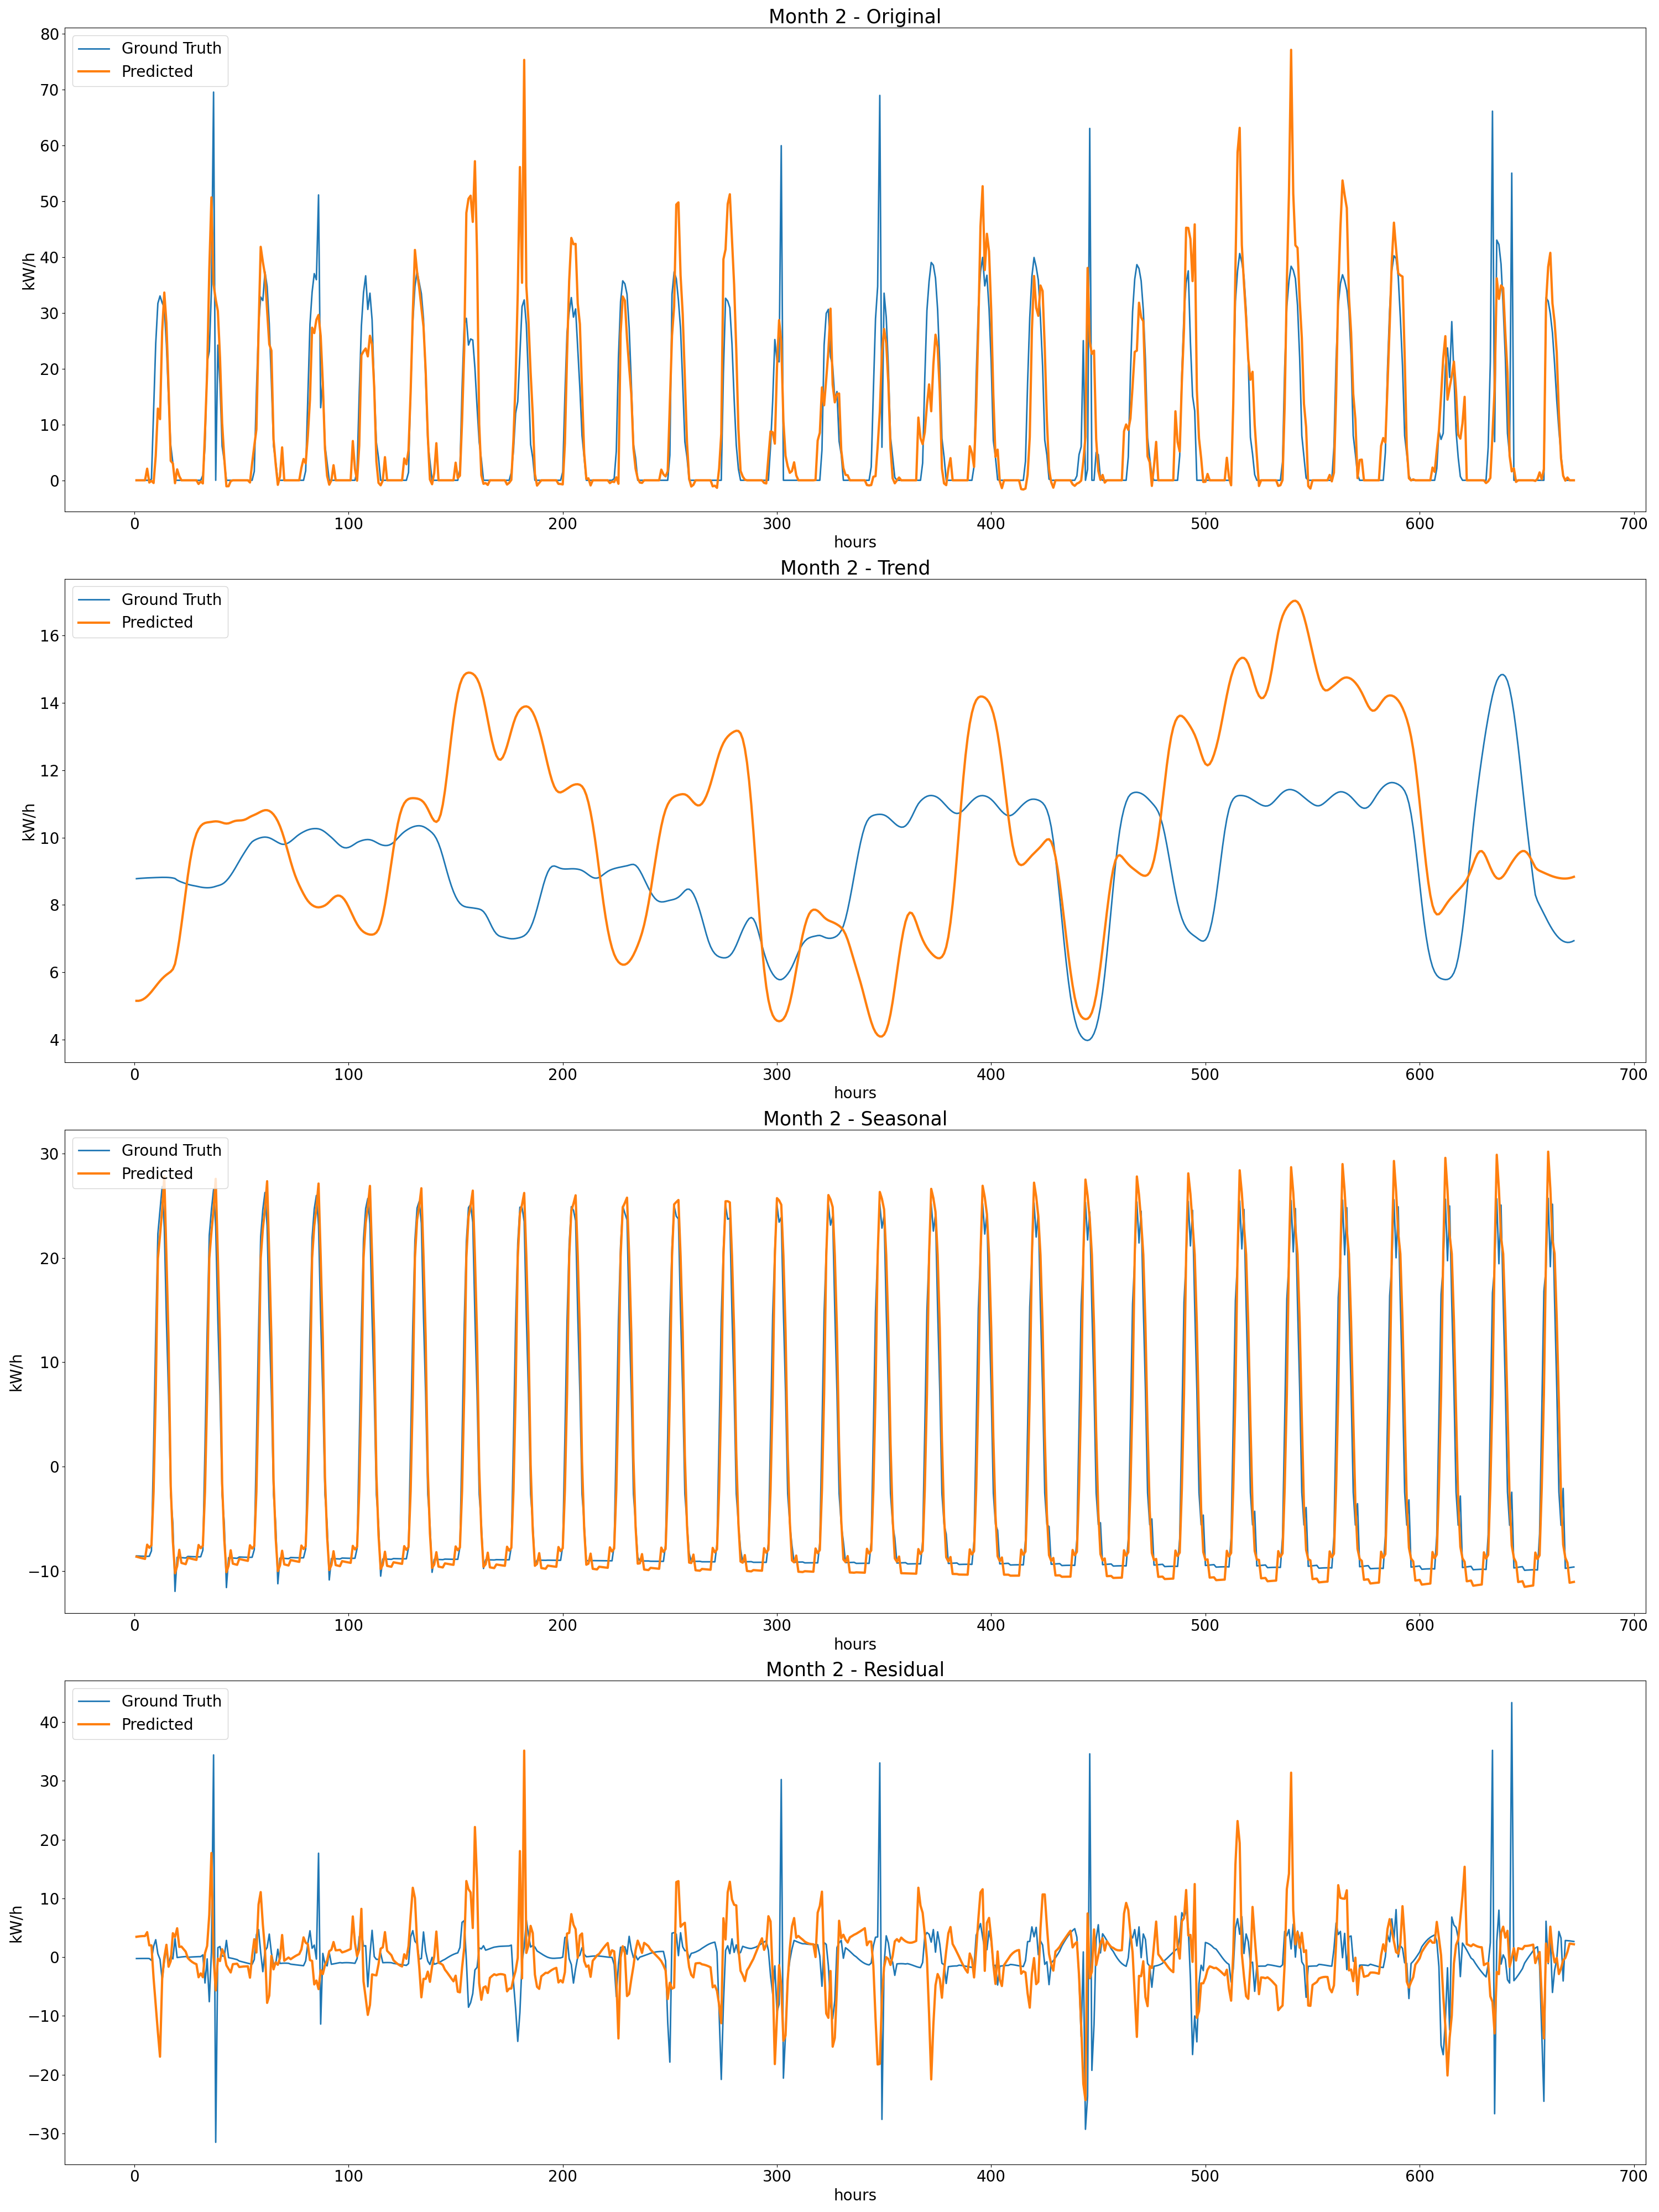 Month 2 - Original
80
70
60
50
40
30
20
10
0
kW/h
Ground Truth
Predicted
0 100 200 300 400 500 600 700
hours
Month 2 - Trend
16
14
12
10
8
6
4
kW/h
Ground Truth
Predicted
0 100 200 300 400 500 600 700
hours
Month 2 - Seasonal
30
20
10
0
−10
kW/h
Ground Truth
Predicted
0 100 200 300 400 500 600 700
hours
Month 2 - Residual
40
30
20
10
0
−10
−20
−30
kW/h
Ground Truth
Predicted
0 100 200 300 400 500 600 700
hours